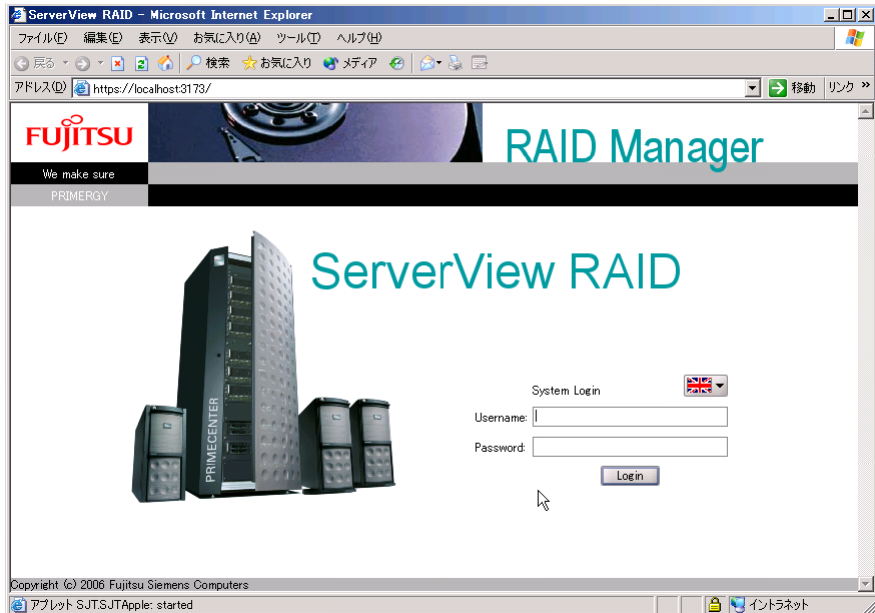 ServerView RAID - Microsoft Internet Explorer
ファイル(F) 編集(E) 表示(V) お気に入り(A) ツール(T) ヘルプ(H)
戻る 検索 お気に入り メディア
アドレス(D) https://localhost:3173/ 移動 リンク »
FUJITSU
RAID Manager
We make sure
PRIMERGY
ServerView RAID
PRIMECENTER
System Login
Username:
Password:
Login
Copyright (c) 2006 Fujitsu Siemens Computers
アプレット SJT.SJTApple: started イントラネット